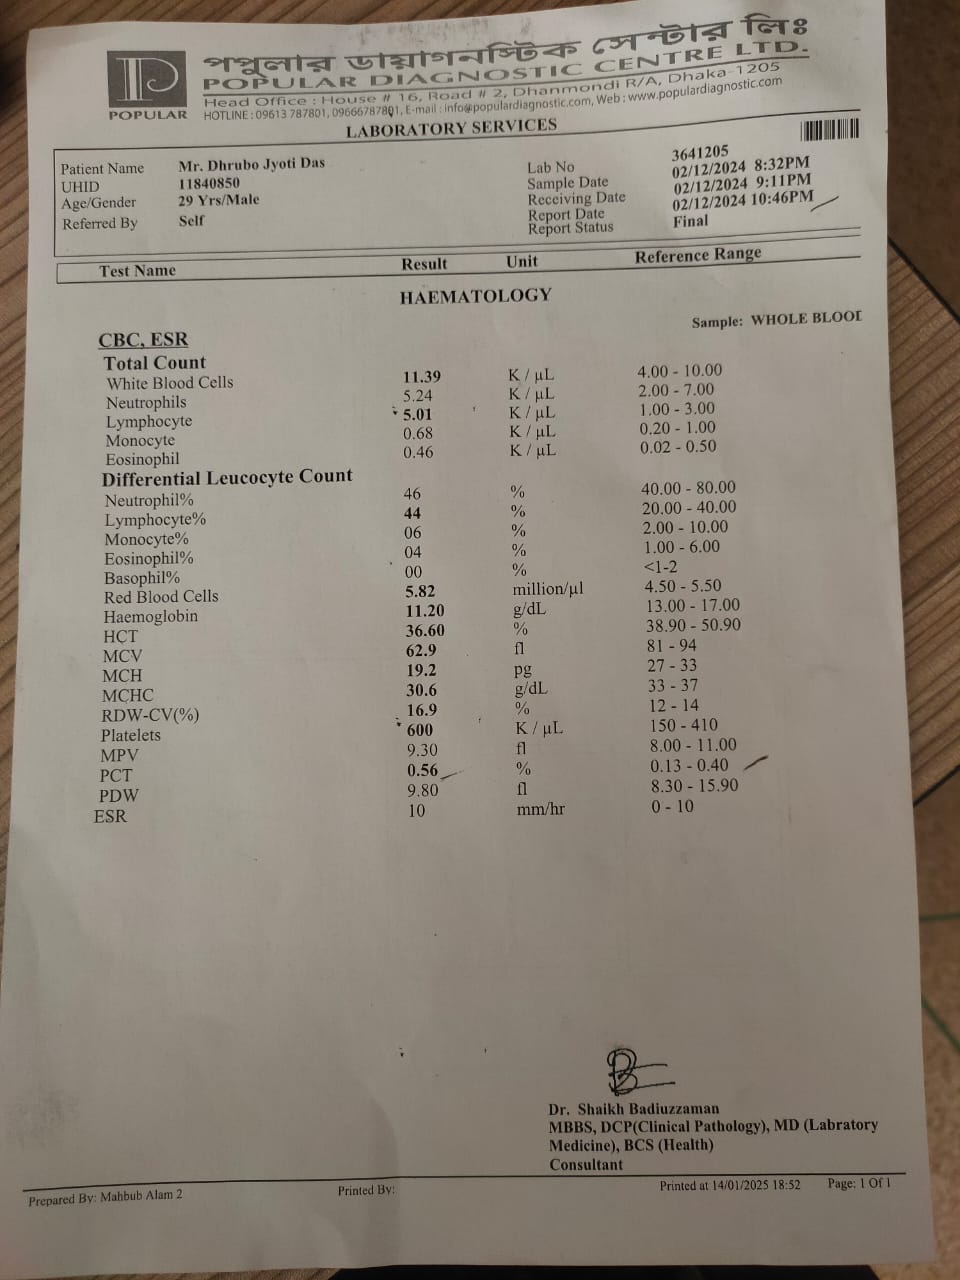 পপুলার ডায়াগনস্টিক সেন্টার লিঃ
POPULAR DIAGNOSTIC CENTRE LTD.
POPULAR
Head Office : House # 16, Road # 2, Dhanmondi R/A, Dhaka-1205
HOTLINE : 09613 787801, 09666787801, E-mail : info@populardiagnostic.com, Web : www.populardiagnostic.com
LABORATORY SERVICES
Patient Name Mr. Dhrubo Jyoti Das Lab No 3641205
UHID 11840850 Sample Date 02/12/2024 8:32PM
Age/Gender 29 Yrs/Male Receiving Date 02/12/2024 9:11PM
Referred By Self Report Date 02/12/2024 10:46PM
Report Status Final
Test Name Result Unit Reference Range
HAEMATOLOGY
Sample: WHOLE BLOOD
CBC, ESR
Total Count
White Blood Cells 11.39 K / µL 4.00 - 10.00
Neutrophils 5.24 K / µL 2.00 - 7.00
Lymphocyte 5.01 K / µL 1.00 - 3.00
Monocyte 0.68 K / µL 0.20 - 1.00
Eosinophil 0.46 K / µL 0.02 - 0.50
Differential Leucocyte Count
Neutrophil% 46 % 40.00 - 80.00
Lymphocyte% 44 % 20.00 - 40.00
Monocyte% 06 % 2.00 - 10.00
Eosinophil% 04 % 1.00 - 6.00
Basophil% 00 % <1-2
Red Blood Cells 5.82 million/µl 4.50 - 5.50
Haemoglobin 11.20 g/dL 13.00 - 17.00
HCT 36.60 % 38.90 - 50.90
MCV 62.9 fl 81 - 94
MCH 19.2 pg 27 - 33
MCHC 30.6 g/dL 33 - 37
RDW-CV(%) 16.9 % 12 - 14
Platelets 600 K / µL 150 - 410
MPV 9.30 fl 8.00 - 11.00
PCT 0.56 % 0.13 - 0.40
PDW 9.80 fl 8.30 - 15.90
ESR 10 mm/hr 0 - 10
Dr. Shaikh Badiuzzaman
MBBS, DCP(Clinical Pathology), MD (Labratory
Medicine), BCS (Health)
Consultant
Prepared By: Mahbub Alam 2 Printed By: Printed at 14/01/2025 18:52 Page: 1 Of 1